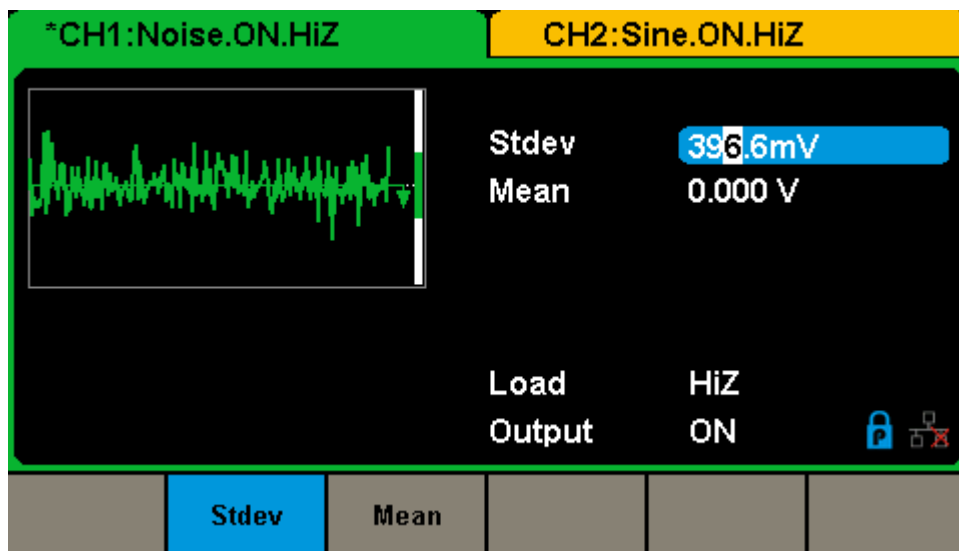 *CH1:Noise.ON.HiZ
CH2:Sine.ON.HiZ
Stdev 396.6mV
Mean 0.000 V
Load HiZ
Output ON
P
Stdev Mean